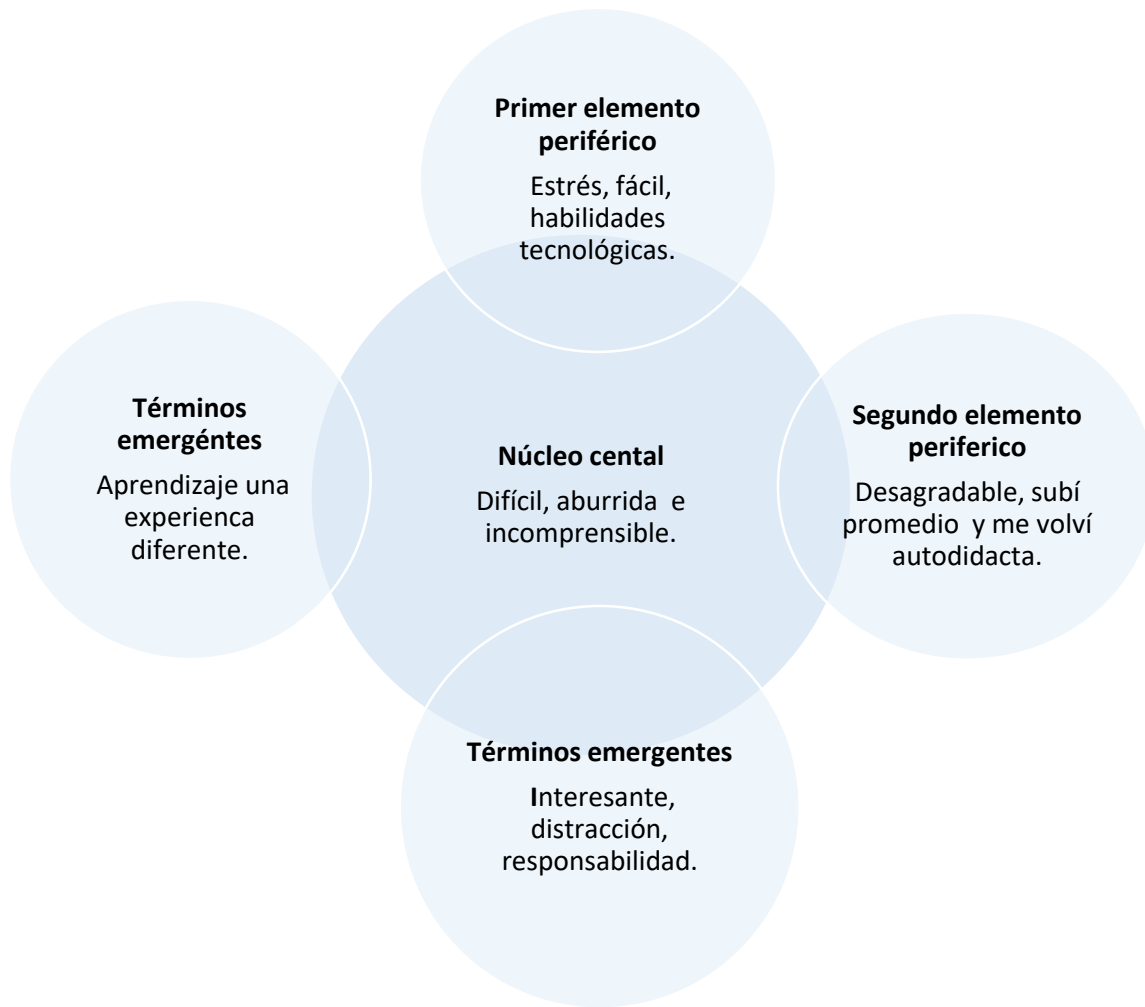 Primer elemento
periférico
Estrés, fácil,
habilidades
tecnológicas.
Términos
emergéntes
Aprendizaje una
experienca
diferente.
Núcleo cental
Difícil, aburrida e
incomprensible.
Segundo elemento
periferico
Desagradable, subí
promedio y me volví
autodidacta.
Términos emergentes
Interesante,
distracción,
responsabilidad.